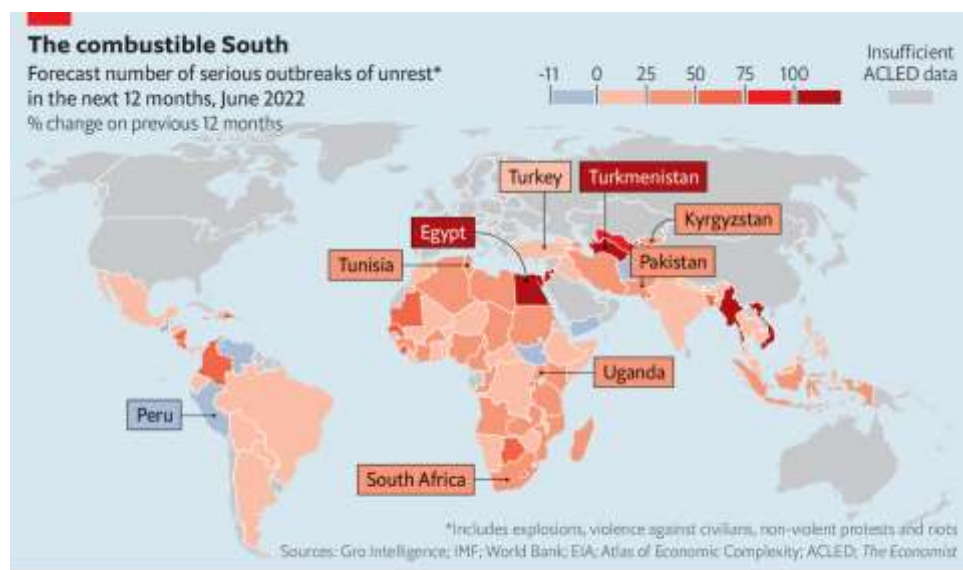 The combustible South
Forecast number of serious outbreaks of unrest*
in the next 12 months, June 2022
% change on previous 12 months
-11 0 25 50 75 100
Insufficient
ACLED data
Turkey
Turkmenistan
Egypt
Kyrgyzstan
Tunisia
Pakistan
Uganda
Peru
South Africa
*Includes explosions, violence against civilians, non-violent protests and riots
Sources: Gro Intelligence; IMF; World Bank; EIA; Atlas of Economic Complexity; ACLED; The Economist